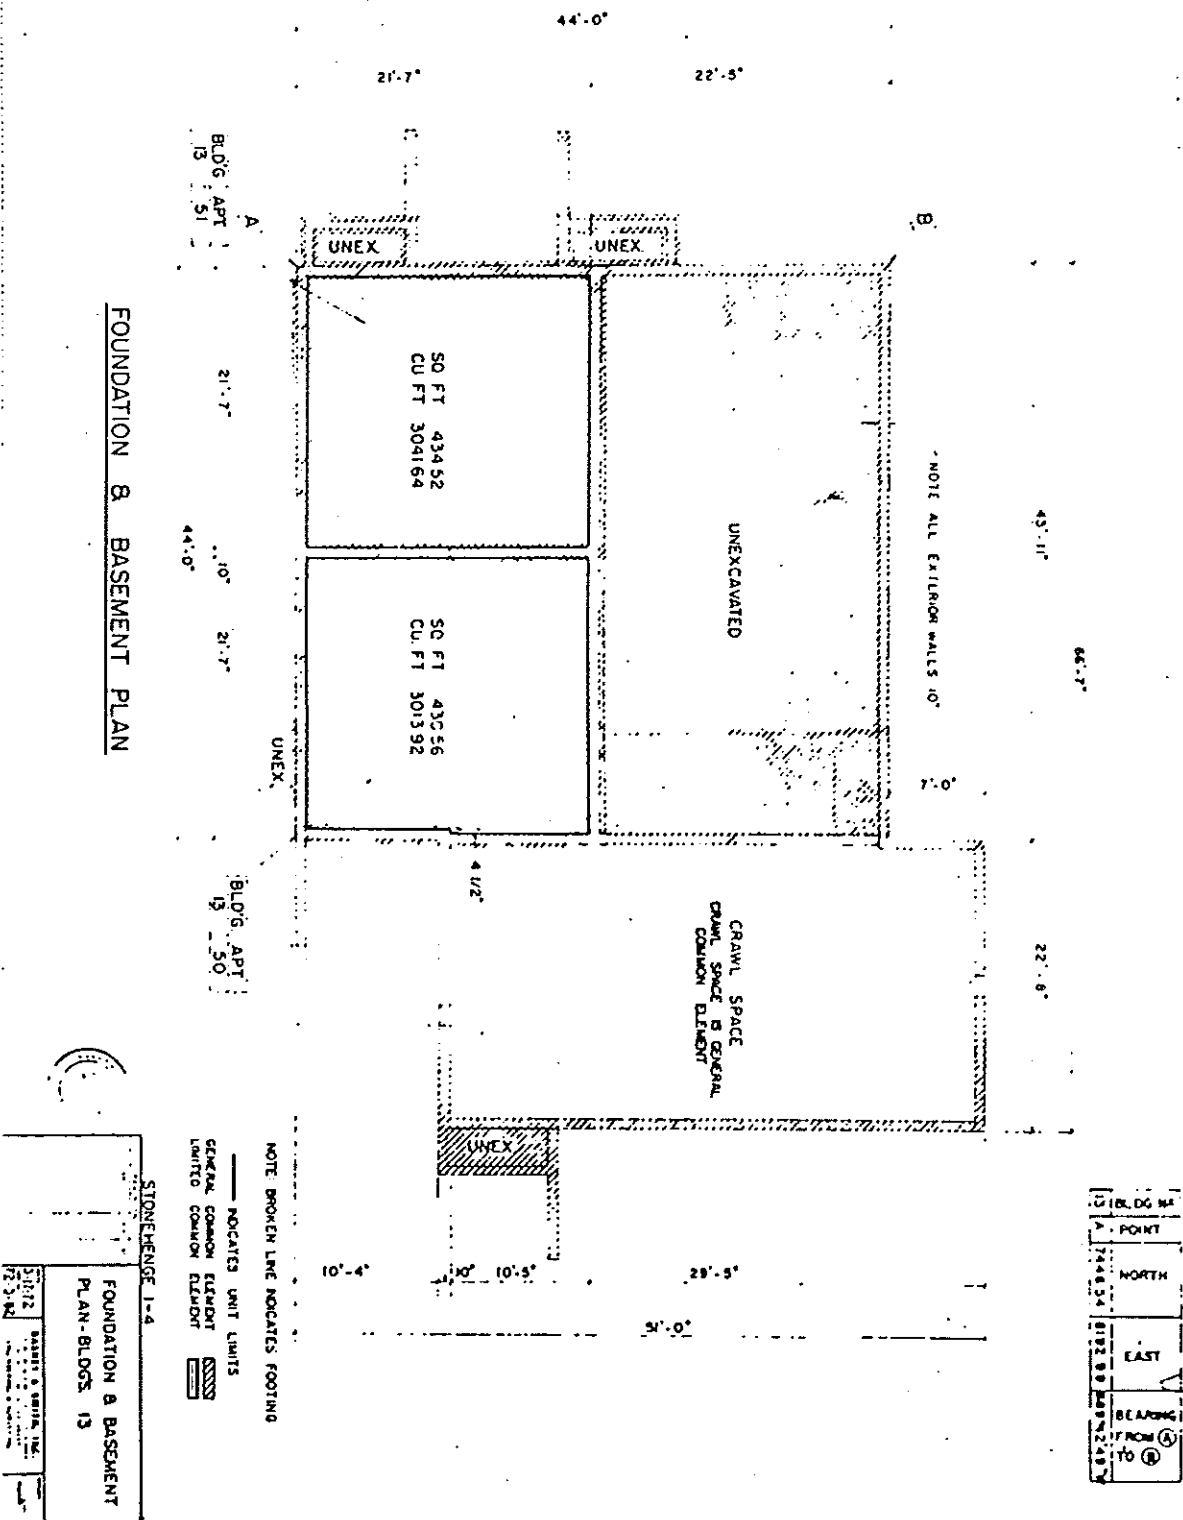 44'-0"
21'-7"
22'-5"
BLD'G APT
13 51
A
B
UNEX.
UNEX.
SQ FT 434 52
CU FT 3041 64
UNEXCAVATED
NOTE ALL EXTERIOR WALLS 10"
43'-11"
66'-7"
21'-7"
10"
21'-7"
44'-0"
FOUNDATION & BASEMENT PLAN
SQ FT
CU. FT 3013 92
UNEX.
7'-0"
4 1/2"
BLD'G. APT
13 50
CRAWL SPACE
CRAWL SPACE IS GENERAL
COMMON ELEMENT
22'-8"
UNEX
10'-4"
10"
10'-5"
29'-5"
51'-0"
NOTE: BROKEN LINE INDICATES FOOTING
INDICATES UNIT LIMITS
GENERAL COMMON ELEMENT
LIMITED COMMON ELEMENT
STONEHENGE 1-4
FOUNDATION & BASEMENT
PLAN-BLDGS. 13
BLDG Nº
13
POINT
A
NORTH
7446 54
EAST
BEARING
FROM (A)
TO (B)